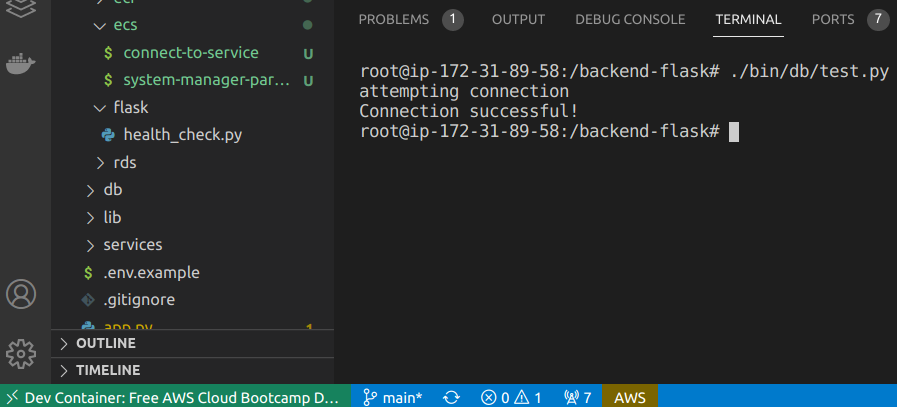 ecr
ecs
$ connect-to-service U
$ system-manager-par... U
flask
health_check.py
rds
db
lib
services
$ .env.example
.gitignore
app.py 1
OUTLINE
TIMELINE
PROBLEMS 1 OUTPUT DEBUG CONSOLE TERMINAL PORTS 7
root@ip-172-31-89-58:/backend-flask# ./bin/db/test.py
attempting connection
Connection successful!
root@ip-172-31-89-58:/backend-flask#
Dev Container: Free AWS Cloud Bootcamp D... main* 0 1 7 AWS